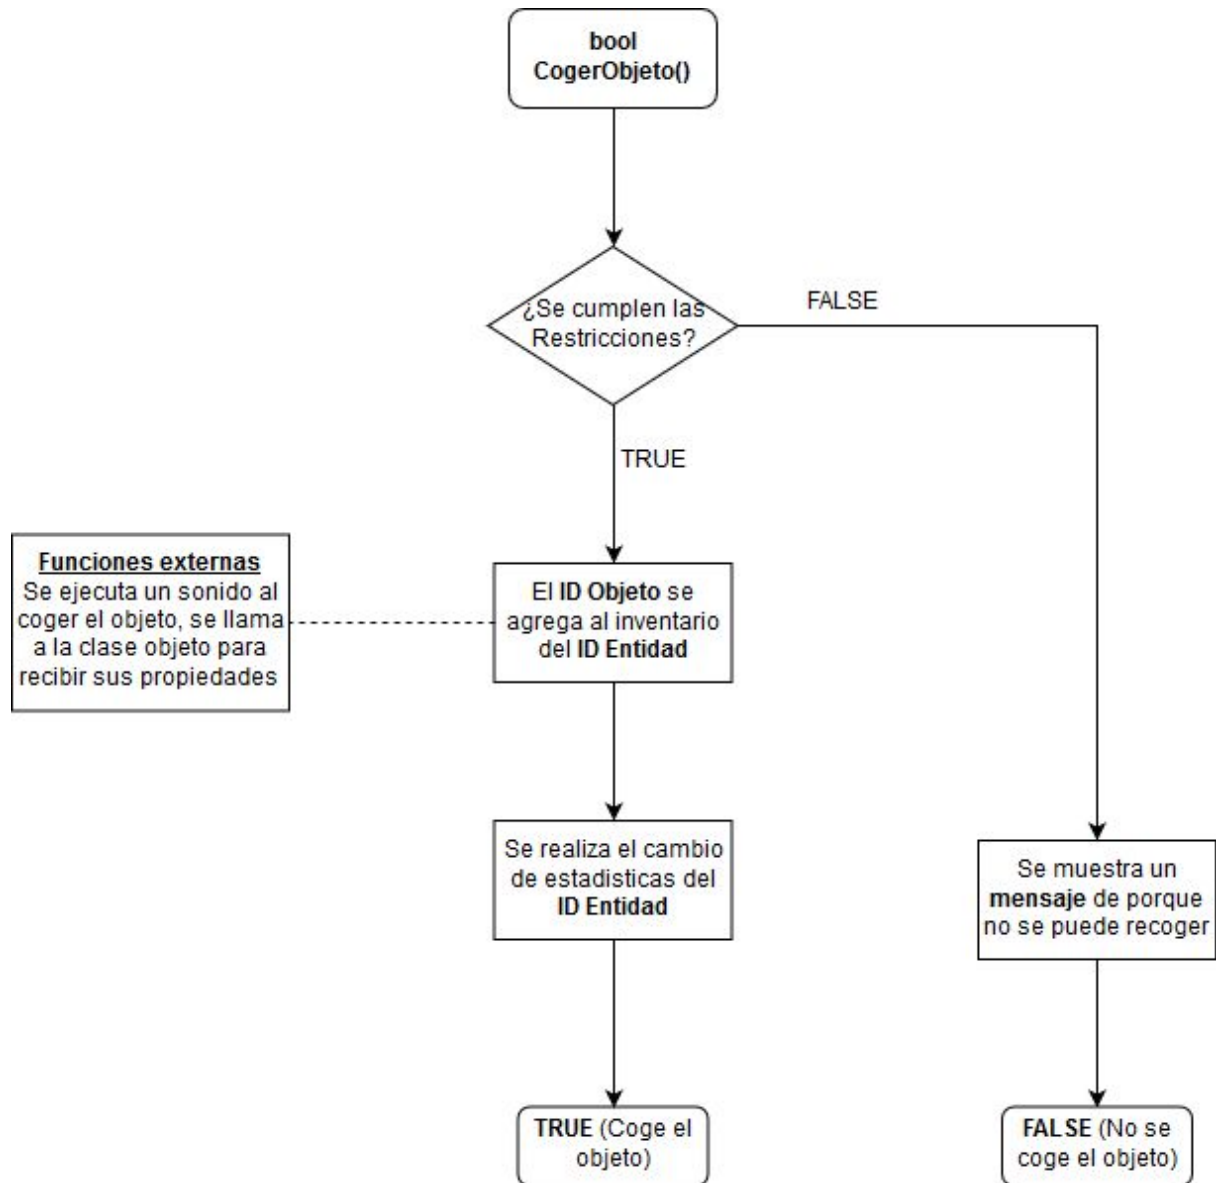 bool
CogerObjeto()
¿Se cumplen las
Restricciones?
FALSE
TRUE
Funciones externas
Se ejecuta un sonido al
coger el objeto, se llama
a la clase objeto para
recibir sus propiedades
El ID Objeto se
agrega al inventario
del ID Entidad
Se realiza el cambio
de estadisticas del
ID Entidad
Se muestra un
mensaje de porque
no se puede recoger
TRUE (Coge el
objeto)
FALSE (No se
coge el objeto)